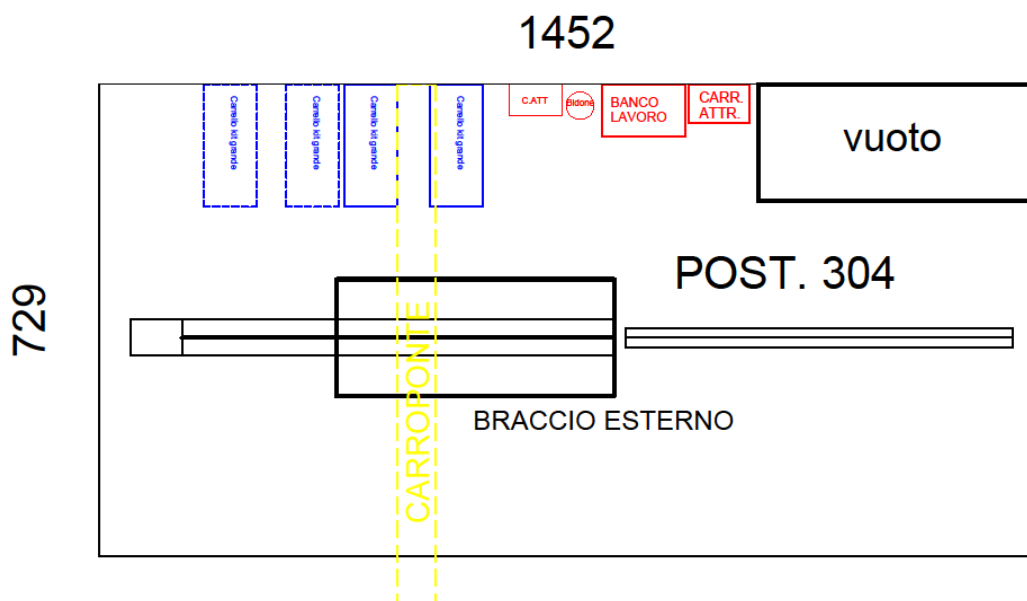 1452
Carrello kit grande
Carrello kit grande
Carrello kit grande
Carrello kit grande
C.ATT
Bidone
BANCO
LAVORO
CARR.
ATTR.
vuoto
POST. 304
729
CARROPONTE
BRACCIO ESTERNO